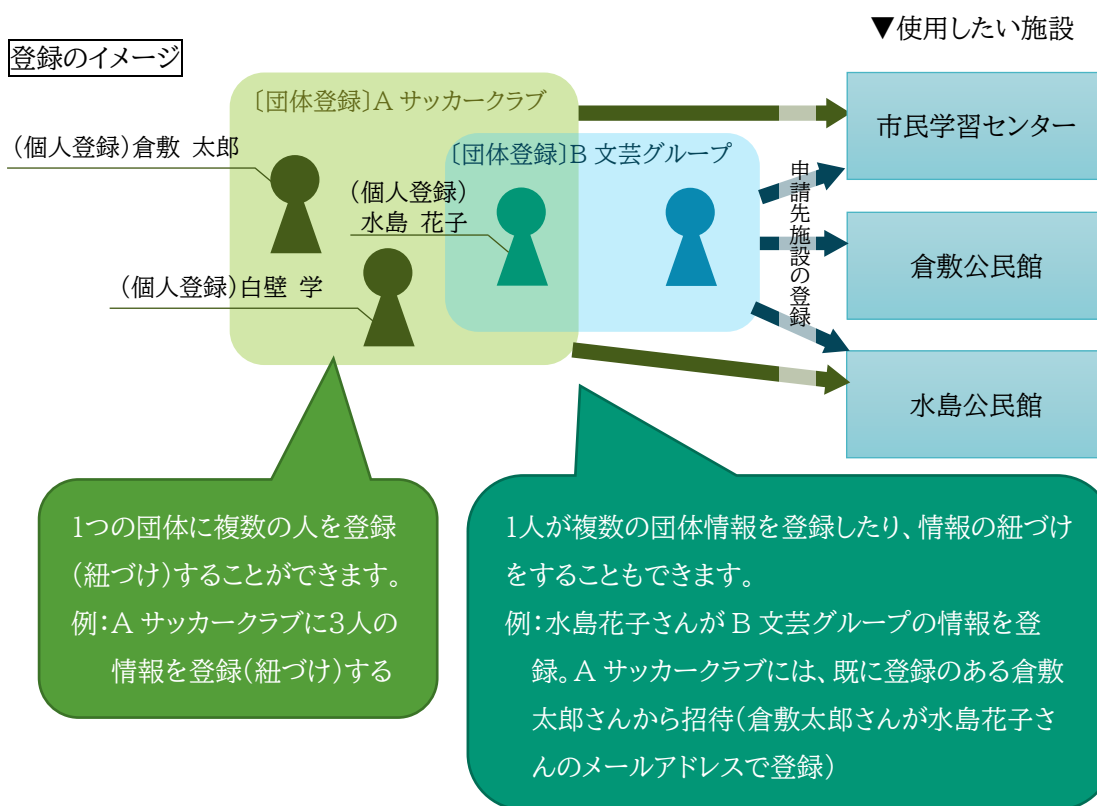 ▼使用したい施設
登録のイメージ
〔団体登録〕A サッカークラブ
市民学習センター
(個人登録)倉敷 太郎
〔団体登録〕B 文芸グループ
(個人登録)
水島 花子
申請先施設の登録
倉敷公民館
(個人登録)白壁 学
水島公民館
1つの団体に複数の人を登録
(紐づけ)することができます。
例:A サッカークラブに3人の
情報を登録(紐づけ)する
1人が複数の団体情報を登録したり、情報の紐づけ
をすることもできます。
例:水島花子さんが B 文芸グループの情報を登
録。A サッカークラブには、既に登録のある倉敷
太郎さんから招待(倉敷太郎さんが水島花子さ
んのメールアドレスで登録)